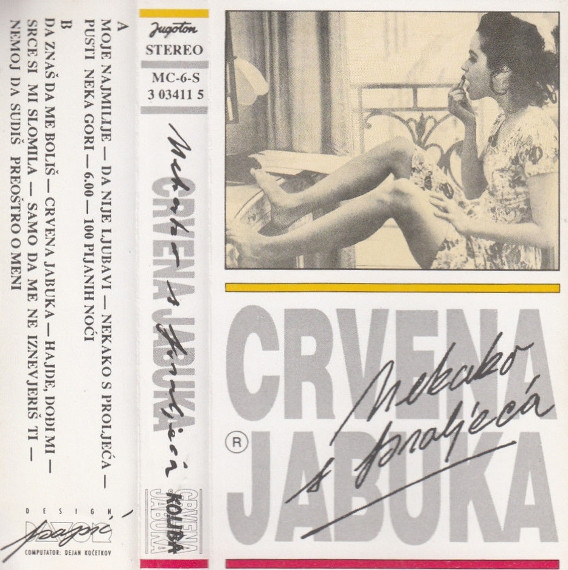 A
MOJE NAJMILIJE — DA NIJE LJUBAVI — NEKAKO S PROLJEĆA —
PUSTI NEKA GORI — 6.00 — 100 PIJANIH NOĆI
B
DA ZNAŠ DA ME BOLIŠ — CRVENA JABUKA — HAJDE, DOĐI MI —
SRCE SI MI SLOMILA — SAMO DA ME NE IZNEVJERIŠ TI —
NEMOJ DA SUDIŠ PREOŠTRO O MENI
DESIGN
COMPUTATOR: DEJAN KOČETKOV
Jugoton
STEREO
MC-6-S
3 03411 5
CRVENA JABUKA
Nekako s proljeća
CRVENA
JABUKA
KOLIBA
CRVENA
JABUKA
Nekako
s proljeća
®